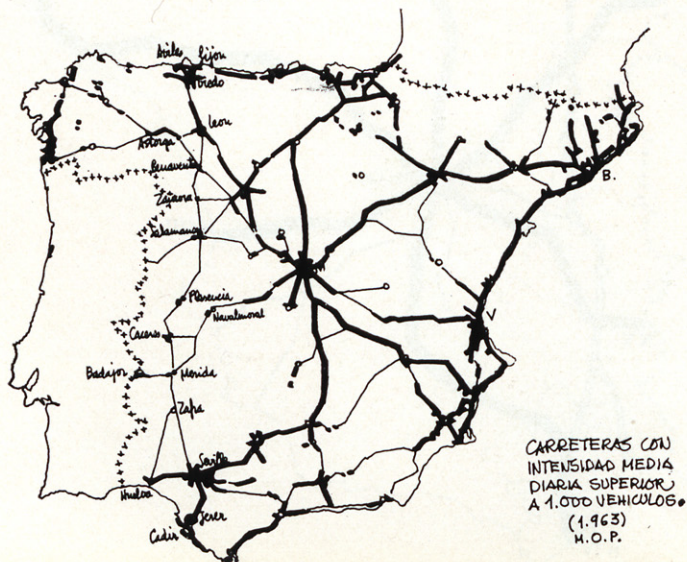 Avilés
Gijón
Oviedo
León
Astorga
Benavente
Zamora
Salamanca
M
B.
V
Plasencia
Navalmoral
Cáceres
Badajoz
Mérida
Zafra
Sevilla
Huelva
Jerez
Cádiz
CARRETERAS CON
INTENSIDAD MEDIA
DIARIA SUPERIOR
A 1.000 VEHICULOS.
(1.963)
M.O.P.